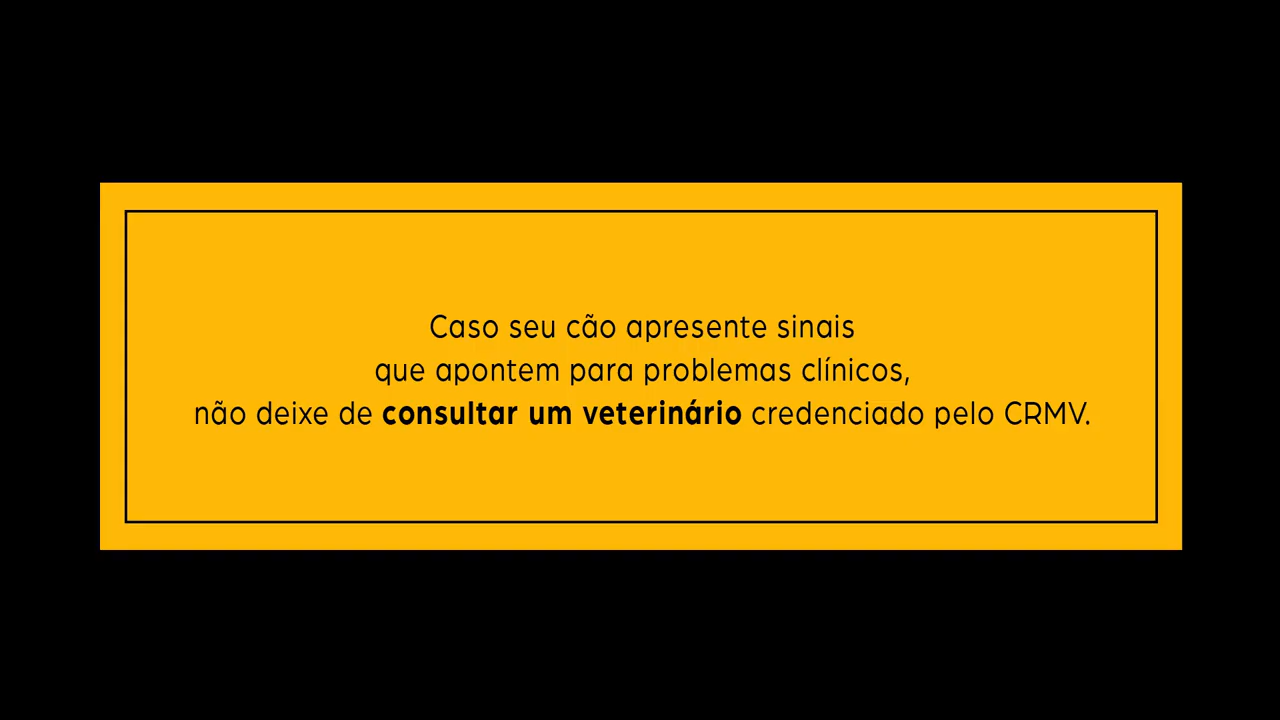 Caso seu cão apresente sinais
que apontem para problemas clínicos,
não deixe de consultar um veterinário credenciado pelo CRMV.